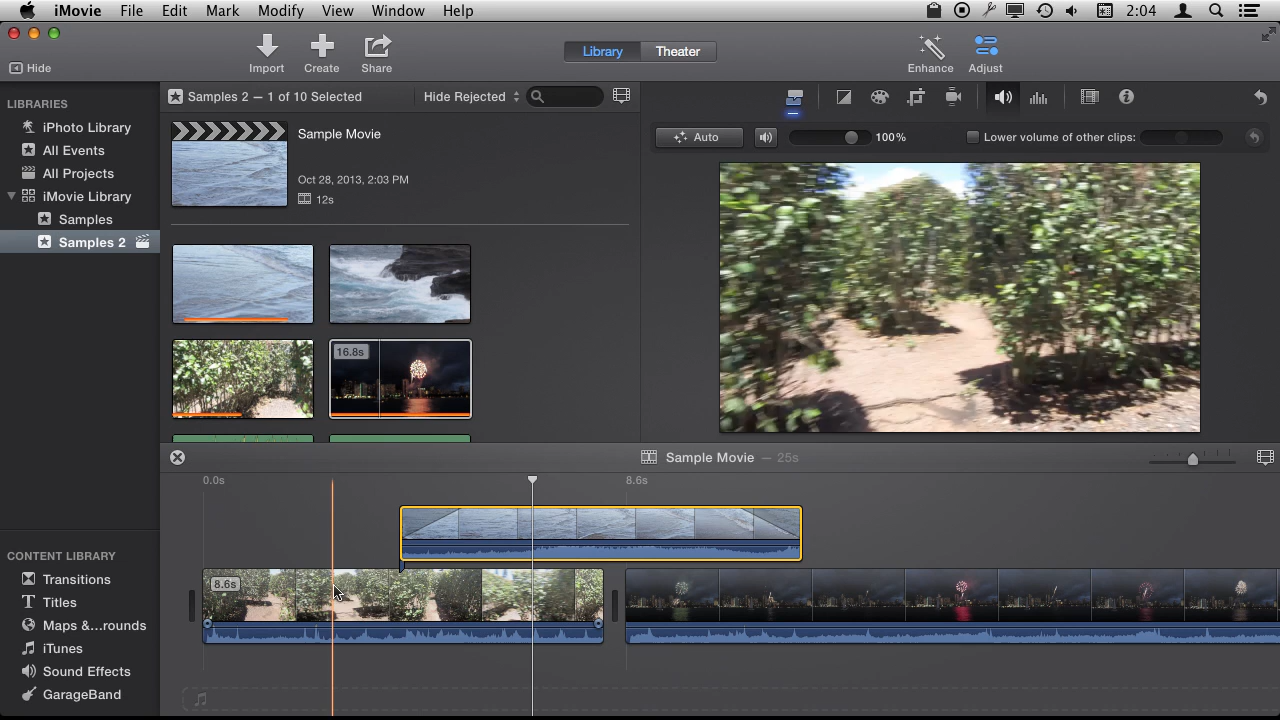 iMovie File Edit Mark Modify View Window Help 2:04
Hide Import Create Share Library Theater Enhance Adjust
LIBRARIES
iPhoto Library
All Events
All Projects
iMovie Library
Samples
Samples 2
Samples 2 — 1 of 10 Selected Hide Rejected
Sample Movie
Oct 28, 2013, 2:03 PM
12s
16.8s
Auto 100% Lower volume of other clips:
Sample Movie — 25s
0.0s 8.6s
8.6s
CONTENT LIBRARY
Transitions
Titles
Maps &...rounds
iTunes
Sound Effects
GarageBand